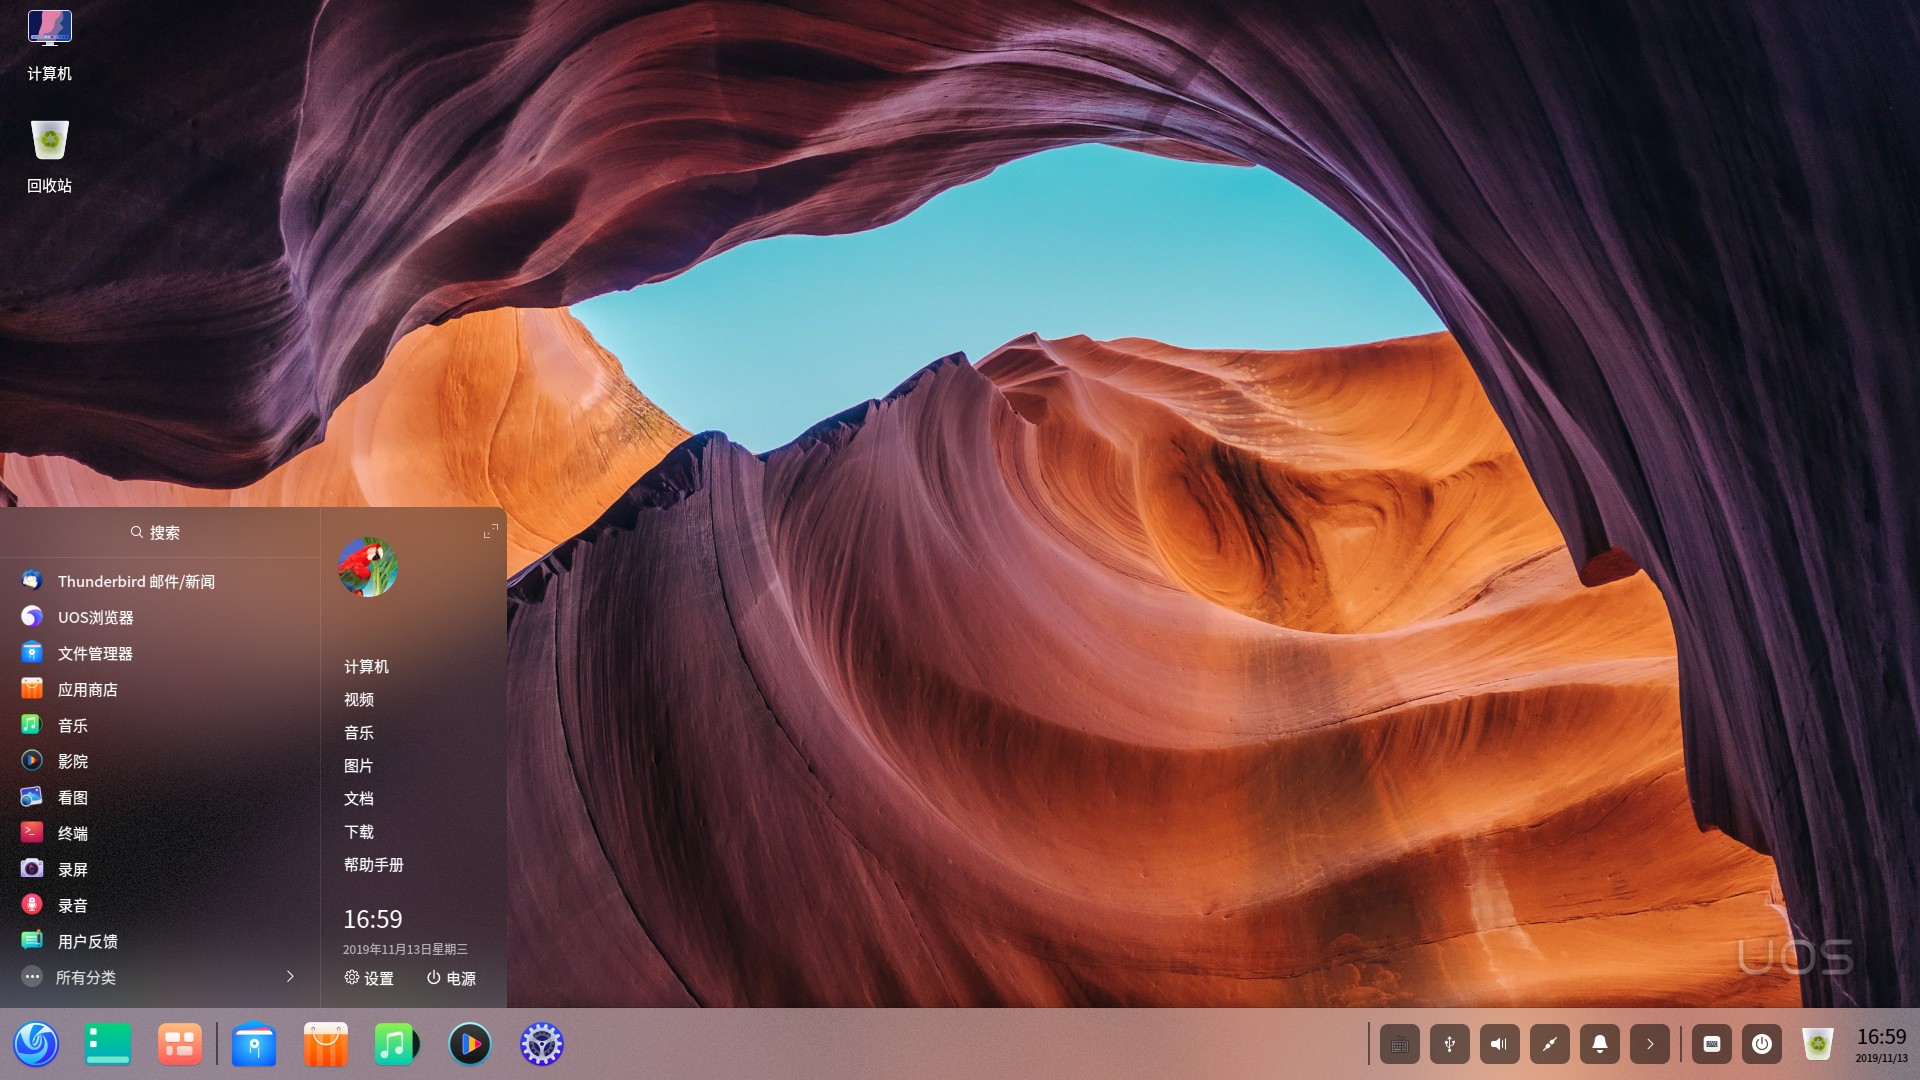 计算机
回收站
搜索
Thunderbird 邮件/新闻
UOS浏览器
文件管理器
应用商店
音乐
影院
看图
终端
录屏
录音
用户反馈
所有分类
计算机
视频
音乐
图片
文档
下载
帮助手册
16:59
2019年11月13日星期三
设置
电源
UOS
16:59
2019/11/13